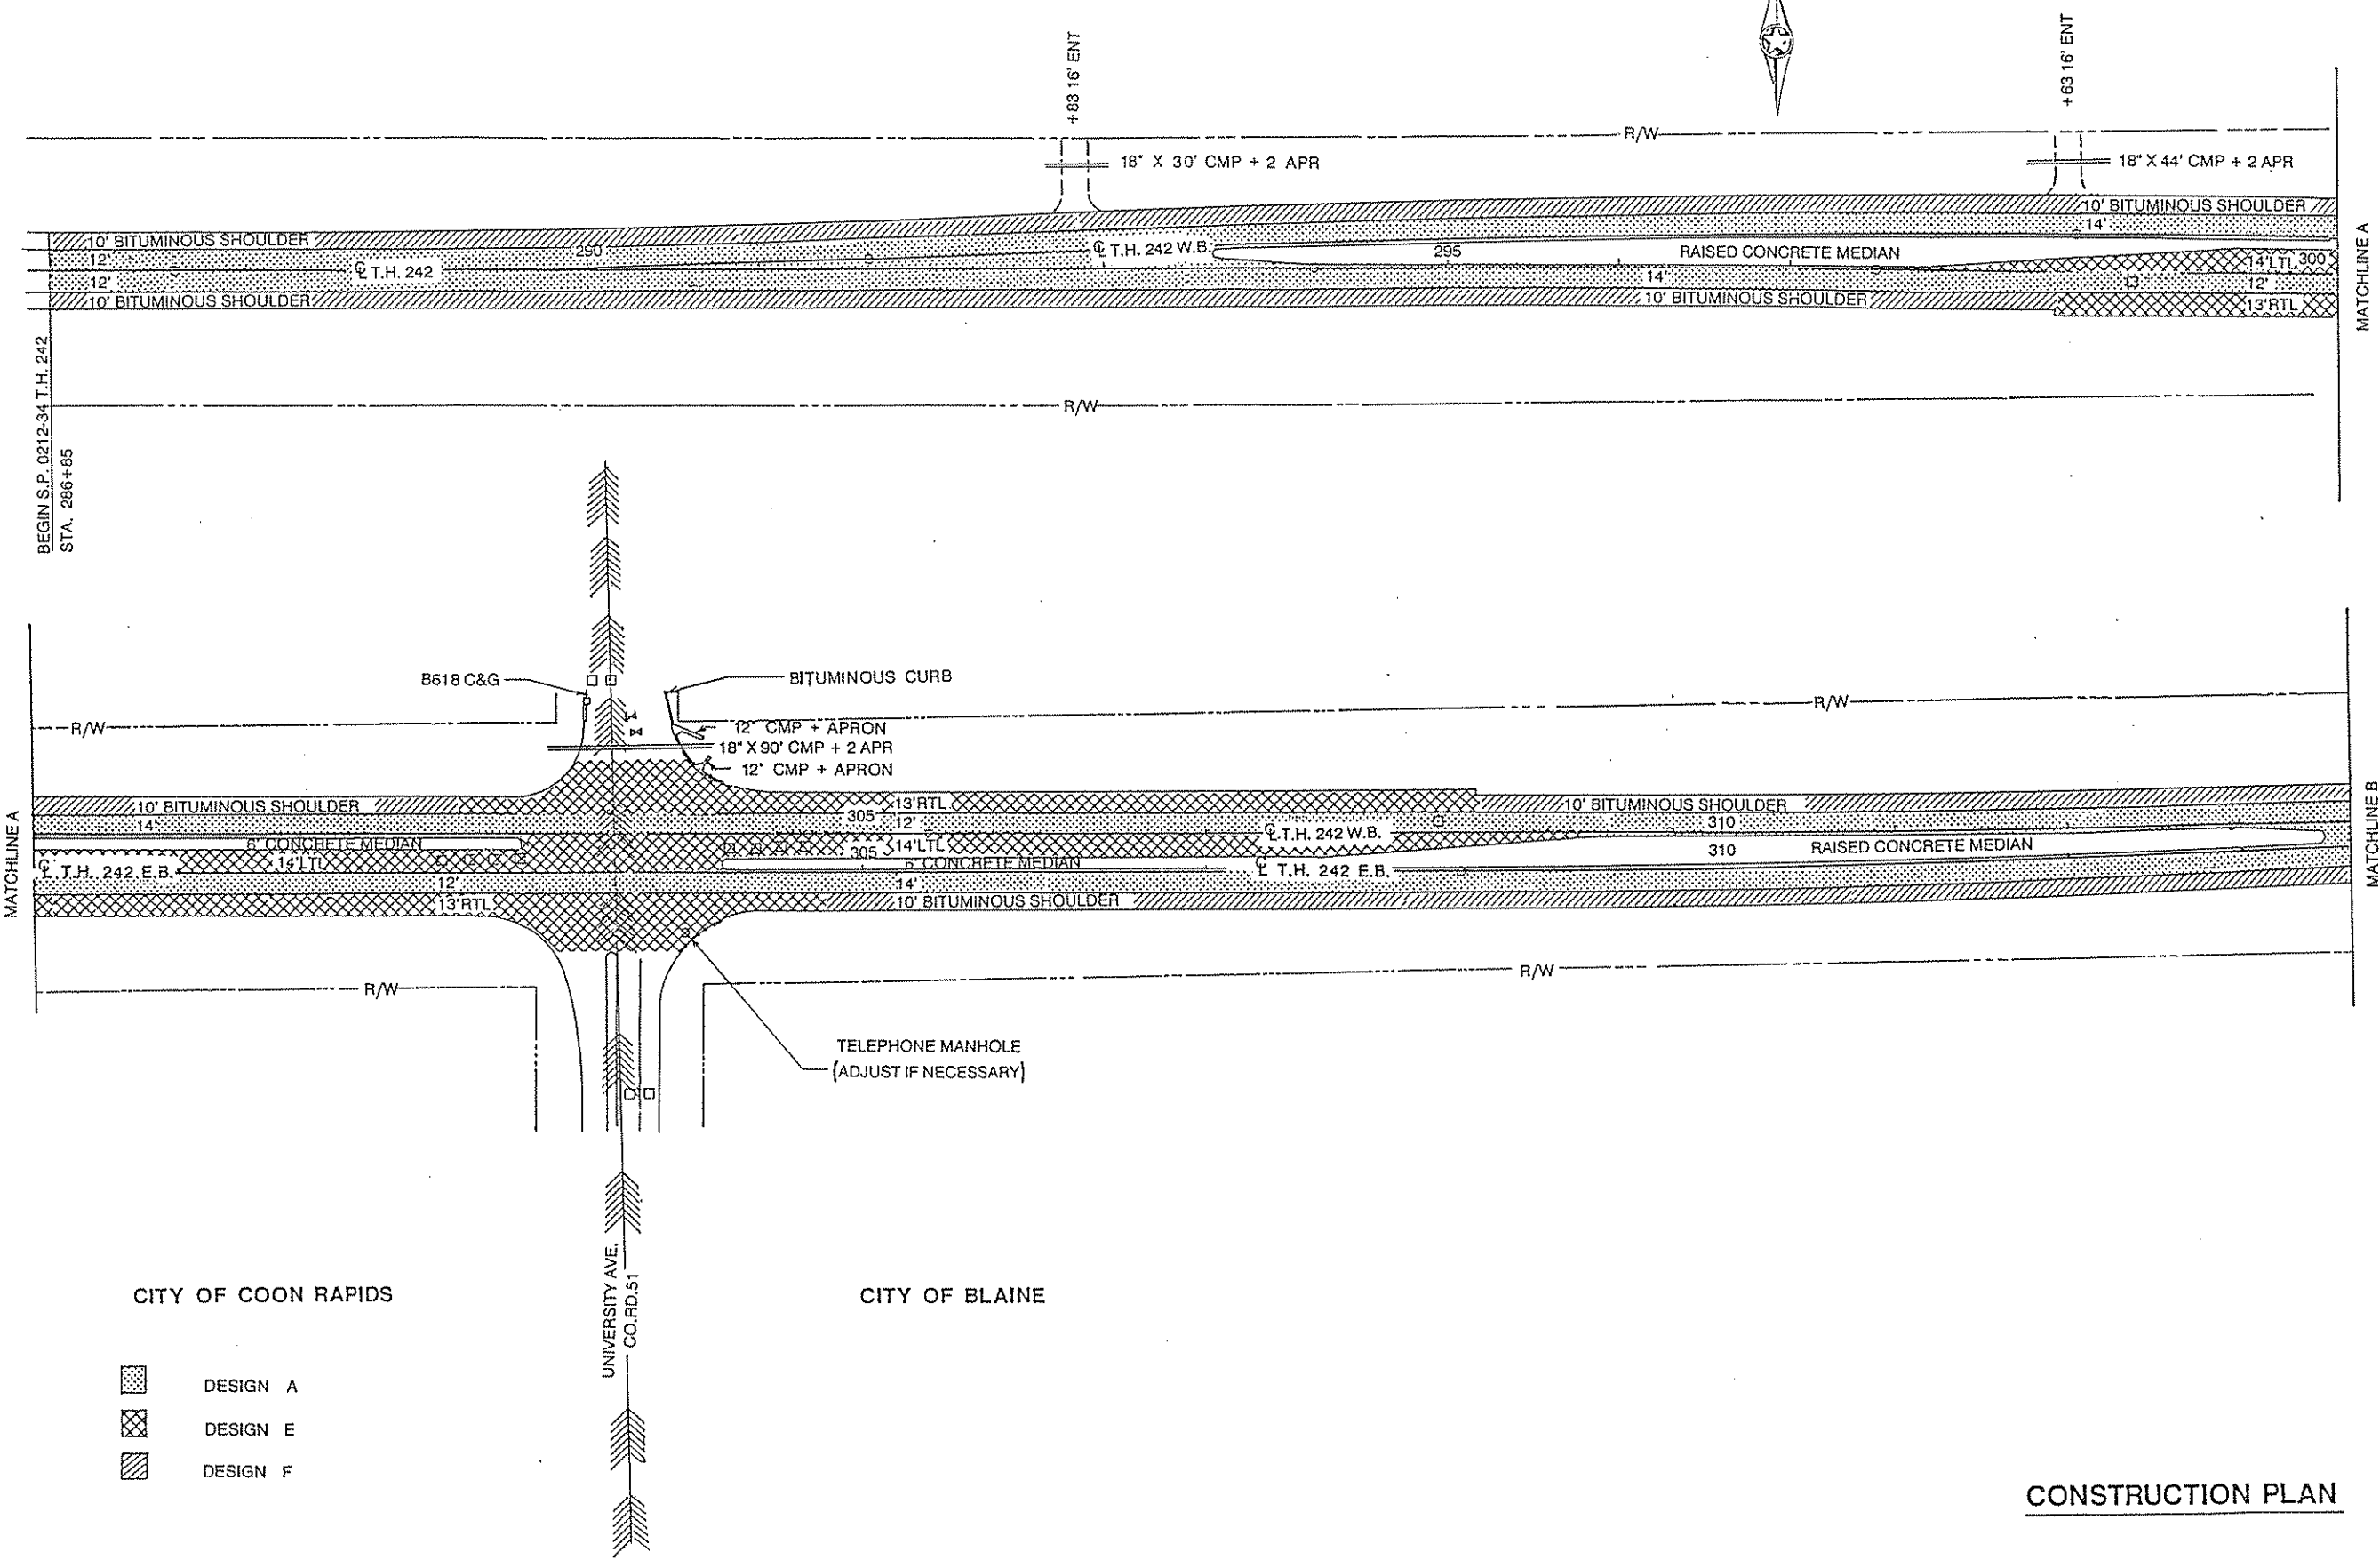 +83 16' ENT
+63 16' ENT
R/W
18" X 30' CMP + 2 APR
18" X 44' CMP + 2 APR
10' BITUMINOUS SHOULDER
10' BITUMINOUS SHOULDER
14'
12'
290
℄ T.H. 242 W.B.
295
RAISED CONCRETE MEDIAN
14' LTL
300
℄ T.H. 242
14'
12'
12'
10' BITUMINOUS SHOULDER
10' BITUMINOUS SHOULDER
13' RTL
MATCHLINE A
R/W
BEGIN S.P. 0212-34 T.H. 242
STA. 286+85
B618 C&G
BITUMINOUS CURB
R/W
R/W
12" CMP + APRON
18" X 90' CMP + 2 APR
12" CMP + APRON
10' BITUMINOUS SHOULDER
13' RTL
10' BITUMINOUS SHOULDER
14'
305
12'
310
℄ T.H. 242 W.B.
6' CONCRETE MEDIAN
14' LTL
305
14' LTL
310
RAISED CONCRETE MEDIAN
6' CONCRETE MEDIAN
℄ T.H. 242 E.B.
℄ T.H. 242 E.B.
12'
14'
13' RTL
10' BITUMINOUS SHOULDER
MATCHLINE A
MATCHLINE B
R/W
R/W
TELEPHONE MANHOLE
(ADJUST IF NECESSARY)
UNIVERSITY AVE.
CO.RD.51
CITY OF COON RAPIDS
CITY OF BLAINE
DESIGN A
DESIGN E
DESIGN F
CONSTRUCTION PLAN